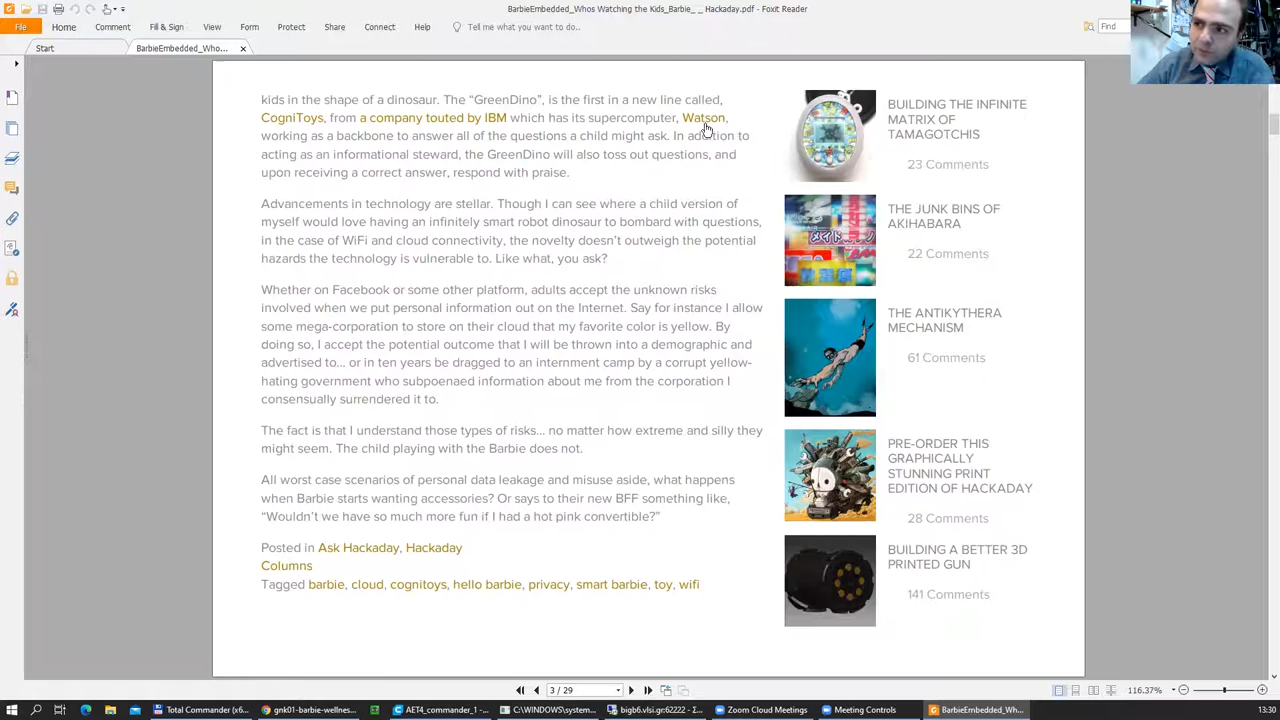 BarbieEmbedded_Whos Watching the Kids_Barbie_ _ Hackaday.pdf - Foxit Reader
File
Home
Comment
Fill & Sign
View
Form
Protect
Share
Connect
Help
Tell me what you want to do...
Find
Start
BarbieEmbedded_Who...
kids in the shape of a dinosaur. The “GreenDino”, is the first in a new line called,
CogniToys, from a company touted by IBM which has its supercomputer, Watson,
working as a backbone to answer all of the questions a child might ask. In addition to
acting as an informational steward, the GreenDino will also toss out questions, and
upon receiving a correct answer, respond with praise.
Advancements in technology are stellar. Though I can see where a child version of
myself would love having an infinitely smart robot dinosaur to bombard with questions,
in the case of WiFi and cloud connectivity, the novelty doesn’t outweigh the potential
hazards the technology is vulnerable to. Like what, you ask?
Whether on Facebook or some other platform, adults accept the unknown risks
involved when we put personal information out on the Internet. Say for instance I allow
some mega-corporation to store on their cloud that my favorite color is yellow. By
doing so, I accept the potential outcome that I will be thrown into a demographic and
advertised to… or in ten years be dragged to an internment camp by a corrupt yellow-
hating government who subpoenaed information about me from the corporation I
consensually surrendered it to.
The fact is that I understand those types of risks… no matter how extreme and silly they
might seem. The child playing with the Barbie does not.
All worst case scenarios of personal data leakage and misuse aside, what happens
when Barbie starts wanting accessories? Or says to their new BFF something like,
“Wouldn’t we have so much more fun if I had a hot pink convertible?”
Posted in Ask Hackaday, Hackaday
Columns
Tagged barbie, cloud, cognitoys, hello barbie, privacy, smart barbie, toy, wifi
BUILDING THE INFINITE
MATRIX OF
TAMAGOTCHIS
23 Comments
THE JUNK BINS OF
AKIHABARA
22 Comments
THE ANTIKYTHERA
MECHANISM
61 Comments
PRE-ORDER THIS
GRAPHICALLY
STUNNING PRINT
EDITION OF HACKADAY
28 Comments
BUILDING A BETTER 3D
PRINTED GUN
141 Comments
3 / 29
116.37%
Total Commander (x6...
gnk01-barbie-wellnes...
AET4_commander_1 -...
C:\WINDOWS\system...
bigb6.vlsi.gr:62222 - S...
Zoom Cloud Meetings
Meeting Controls
BarbieEmbedded_Wh...
13:30